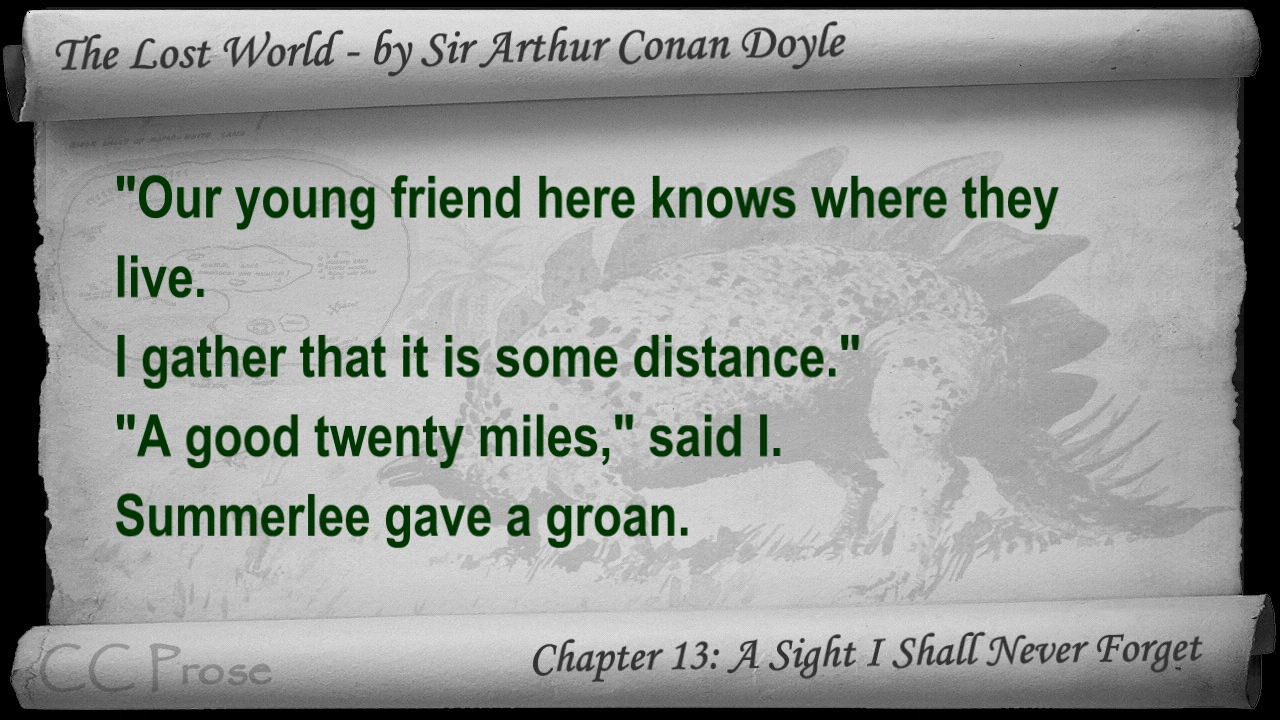 The Lost World - by Sir Arthur Conan Doyle
"Our young friend here knows where they
live.
I gather that it is some distance."
"A good twenty miles," said I.
Summerlee gave a groan.
CC Prose
Chapter 13: A Sight I Shall Never Forget